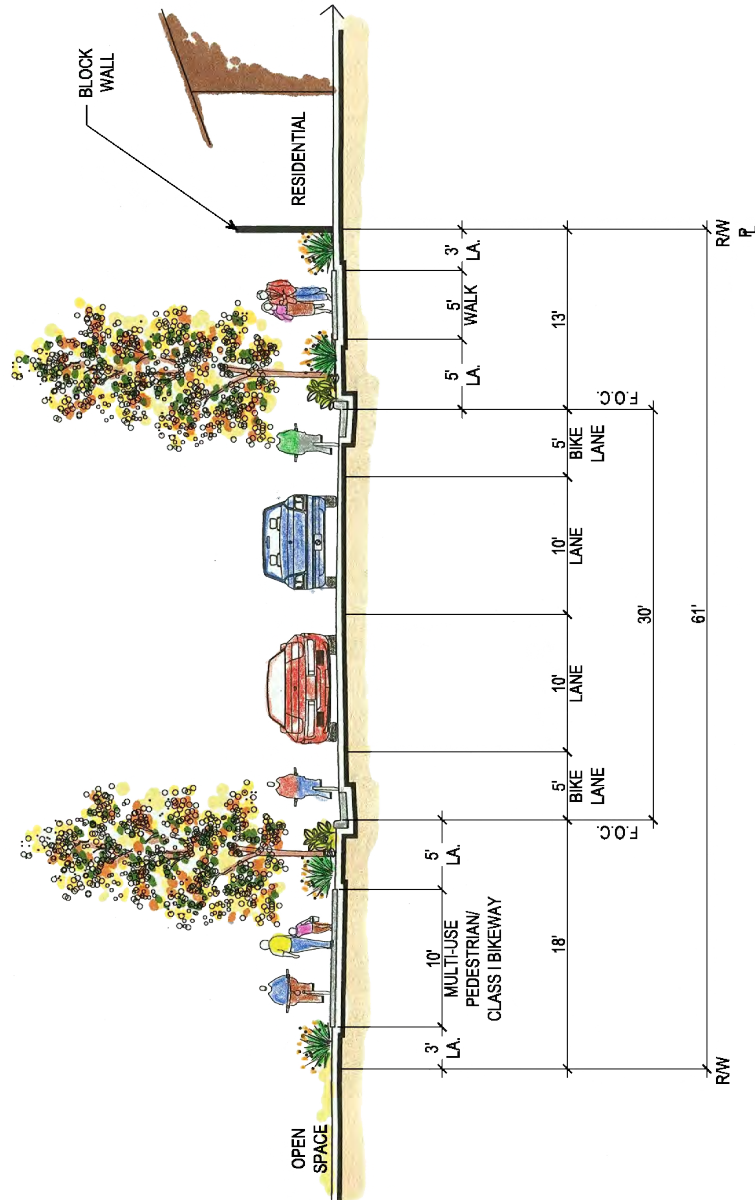 BLOCK
WALL
RESIDENTIAL
OPEN
SPACE
3'
LA.
10'
MULTI-USE
PEDESTRIAN/
CLASS I BIKEWAY
5'
LA.
5'
LA.
5'
WALK
3'
LA.
18'
F.O.C.
5'
BIKE
LANE
10'
LANE
10'
LANE
5'
BIKE
LANE
F.O.C.
13'
30'
61'
R/W
R/W
PL